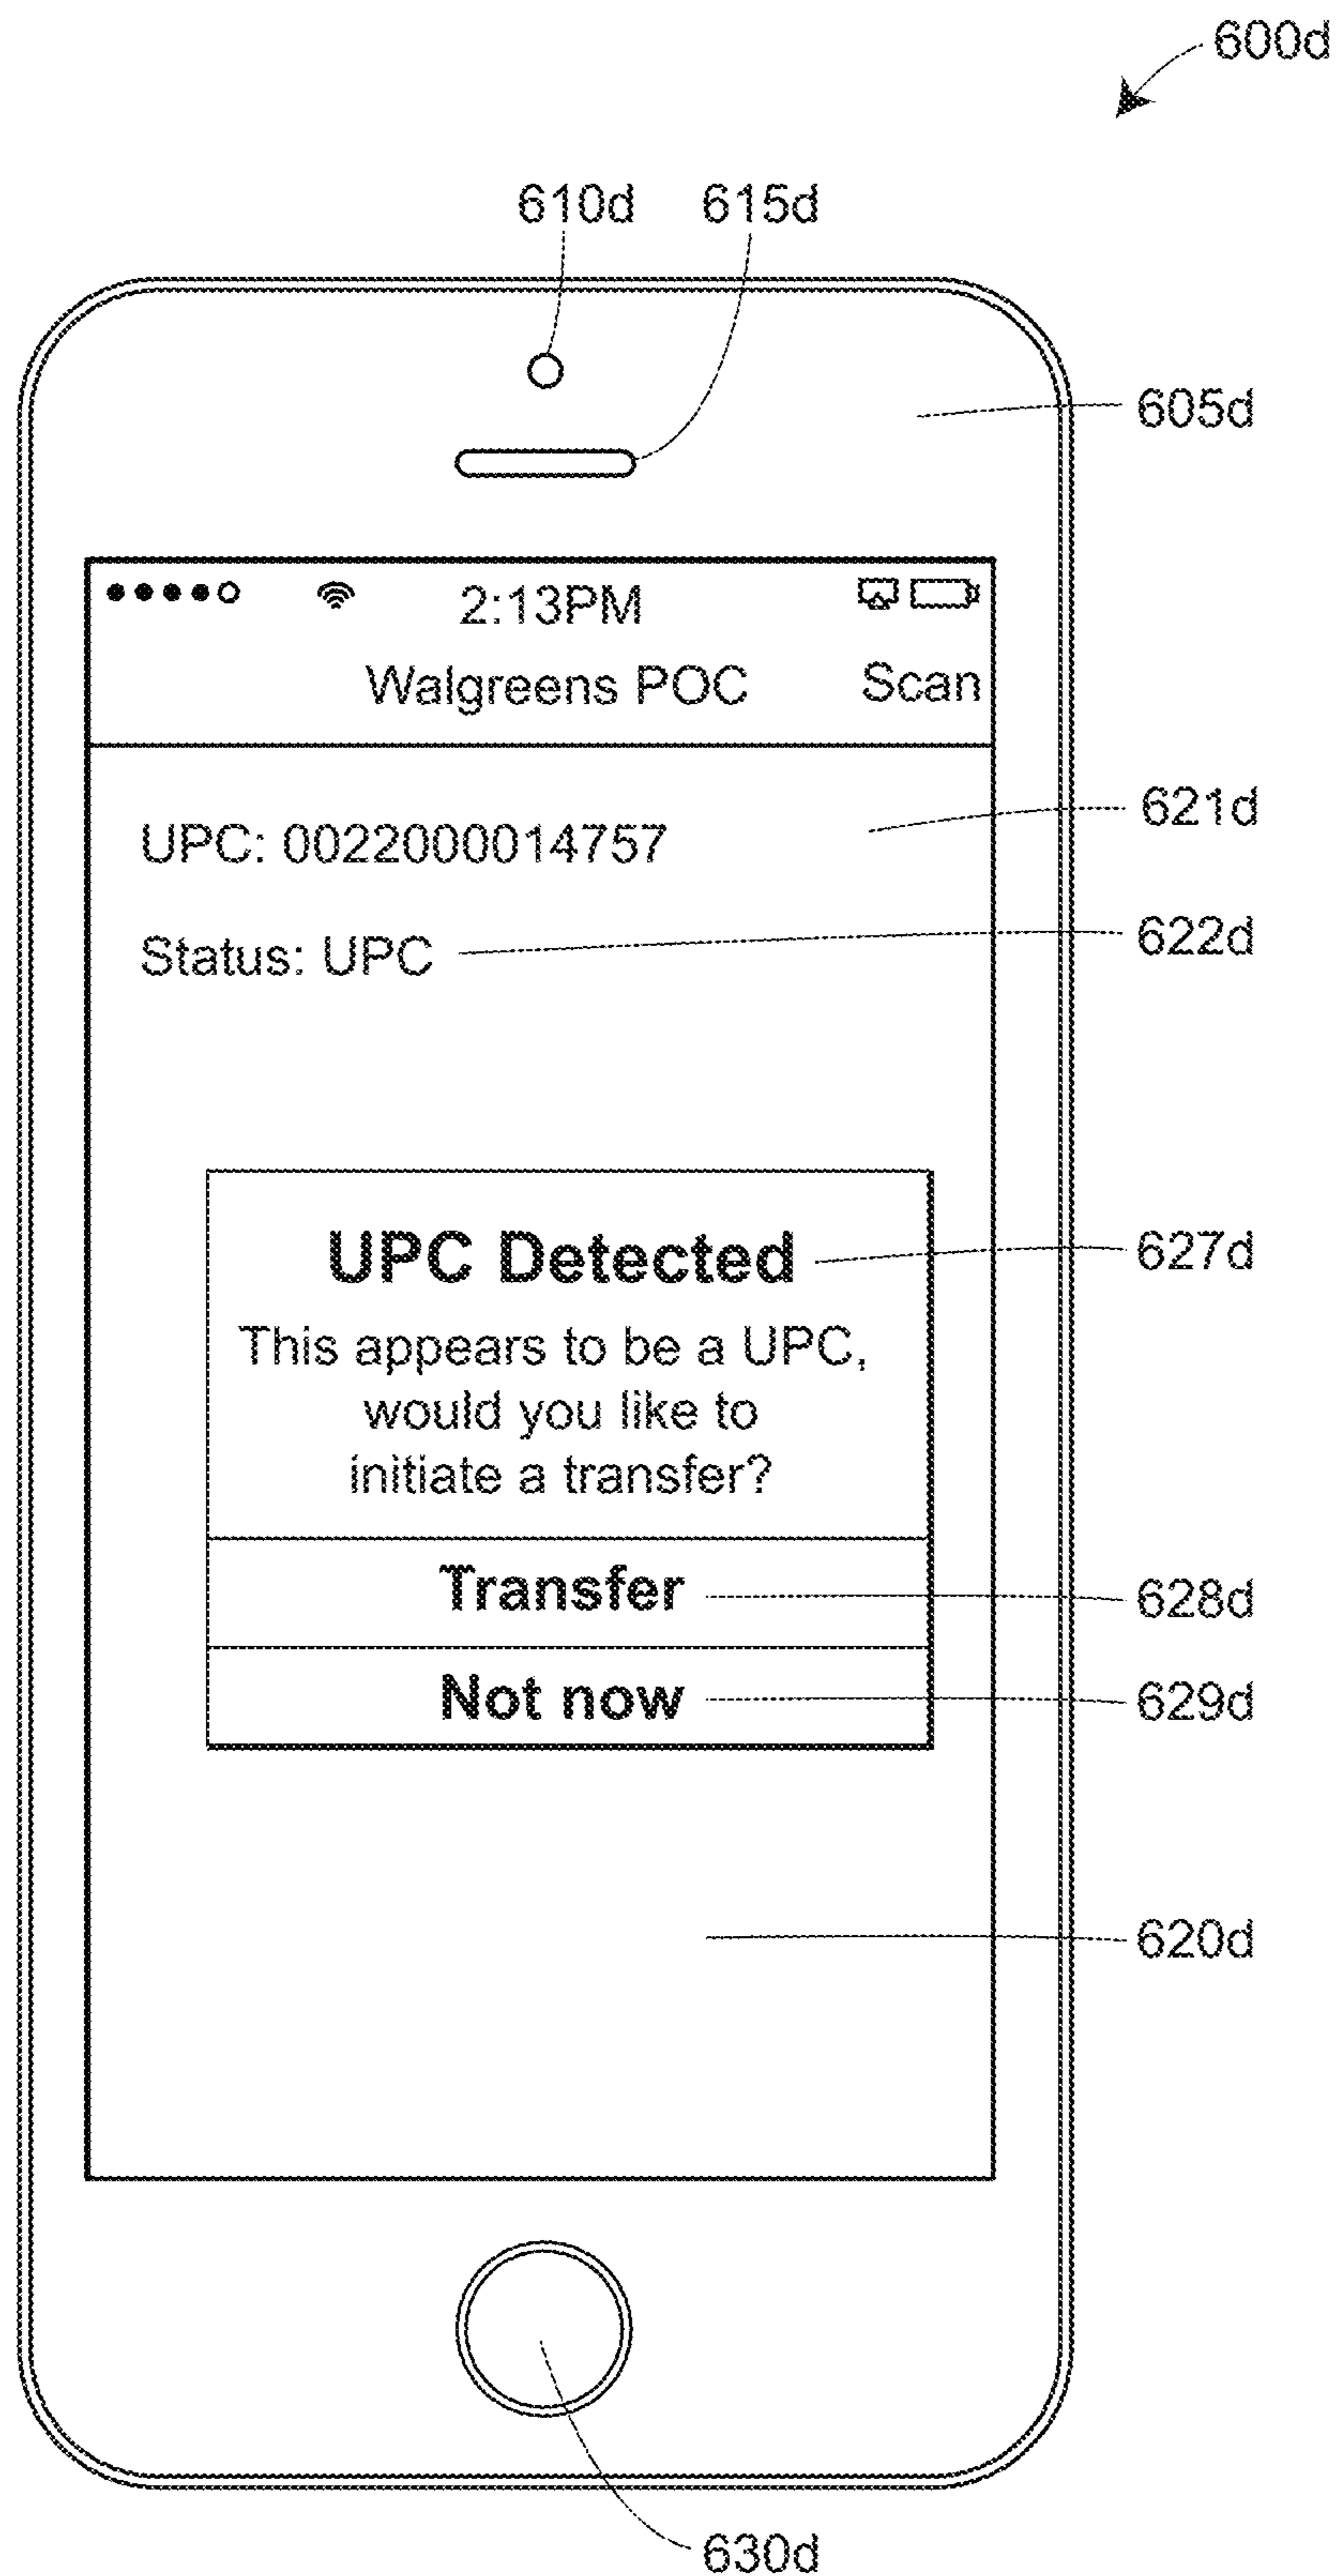 600d
610d 615d
605d
2:13PM
Walgreens POC Scan
UPC: 0022000014757
621d
Status: UPC
622d
UPC Detected
627d
This appears to be a UPC,
would you like to
initiate a transfer?
Transfer
628d
Not now
629d
620d
630d